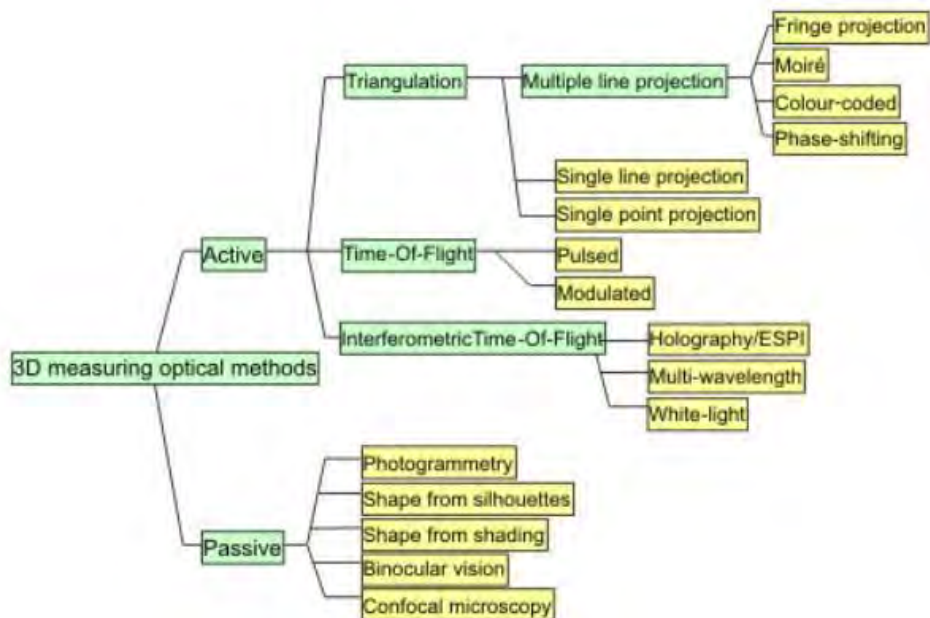 Fringe projection
Triangulation
Multiple line projection
Moiré
Colour-coded
Phase-shifting
Single line projection
Single point projection
Active
Time-Of-Flight
Pulsed
Modulated
InterferometricTime-Of-Flight
Holography/ESPI
3D measuring optical methods
Multi-wavelength
White-light
Photogrammetry
Shape from silhouettes
Shape from shading
Passive
Binocular vision
Confocal microscopy